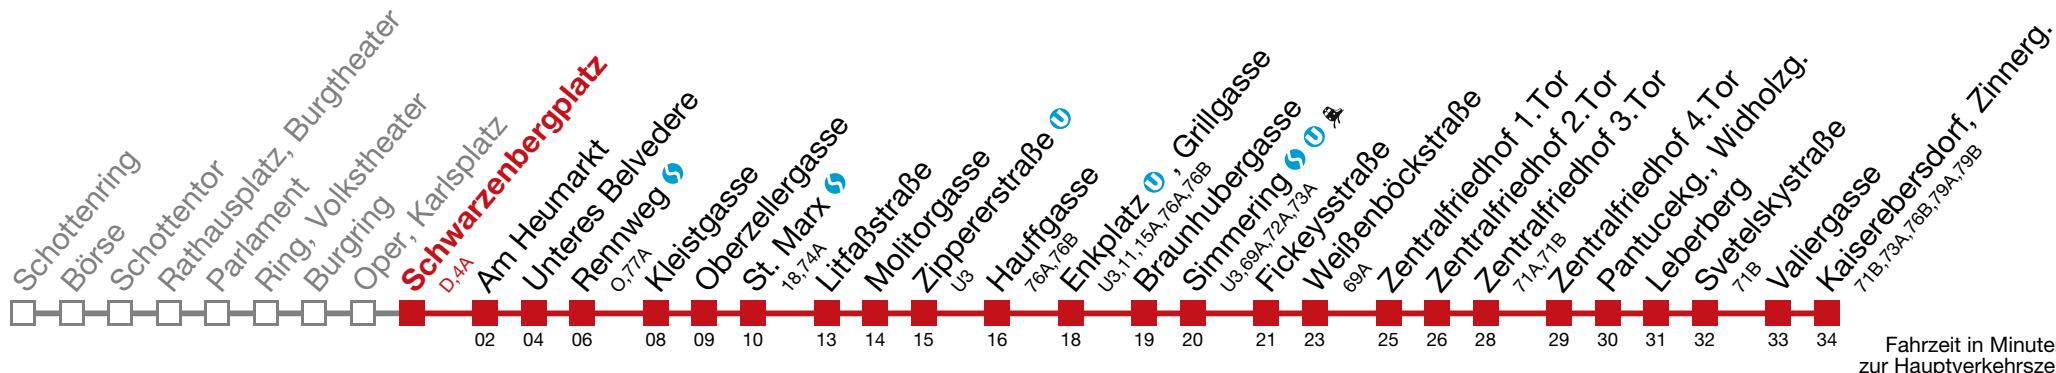 Schottenring
Börse
Schottentor
Rathausplatz, Burgtheater
Parlament
Ring, Volkstheater
Burgring
Oper, Karlsplatz
Schwarzenbergplatz
D,4A
Am Heumarkt
Unteres Belvedere
Rennweg
O,77A
Kleistgasse
Oberzellergasse
St. Marx
18,74A
Litfaßstraße
Molitorgasse
Zippererstraße U
U3
Hauffgasse
76A,76B
Enkplatz U, Grillgasse
U3,11,15A,76A,76B
Braunhubergasse
Simmering U
U3,69A,72A,73A
Fickeysstraße
Weißenböckstraße
69A
Zentralfriedhof 1.Tor
Zentralfriedhof 2.Tor
Zentralfriedhof 3.Tor
71A,71B
Zentralfriedhof 4.Tor
Pantucekg., Widholzg.
Leberberg
Svetelskystraße
71B
Valiergasse
Kaiserebersdorf, Zinnerg.
71B,73A,76B,79A,79B
02 04 06 08 09 10 13 14 15 16 18 19 20 21 23 25 26 28 29 30 31 32 33 34
Fahrzeit in Minuten
zur Hauptverkehrsze